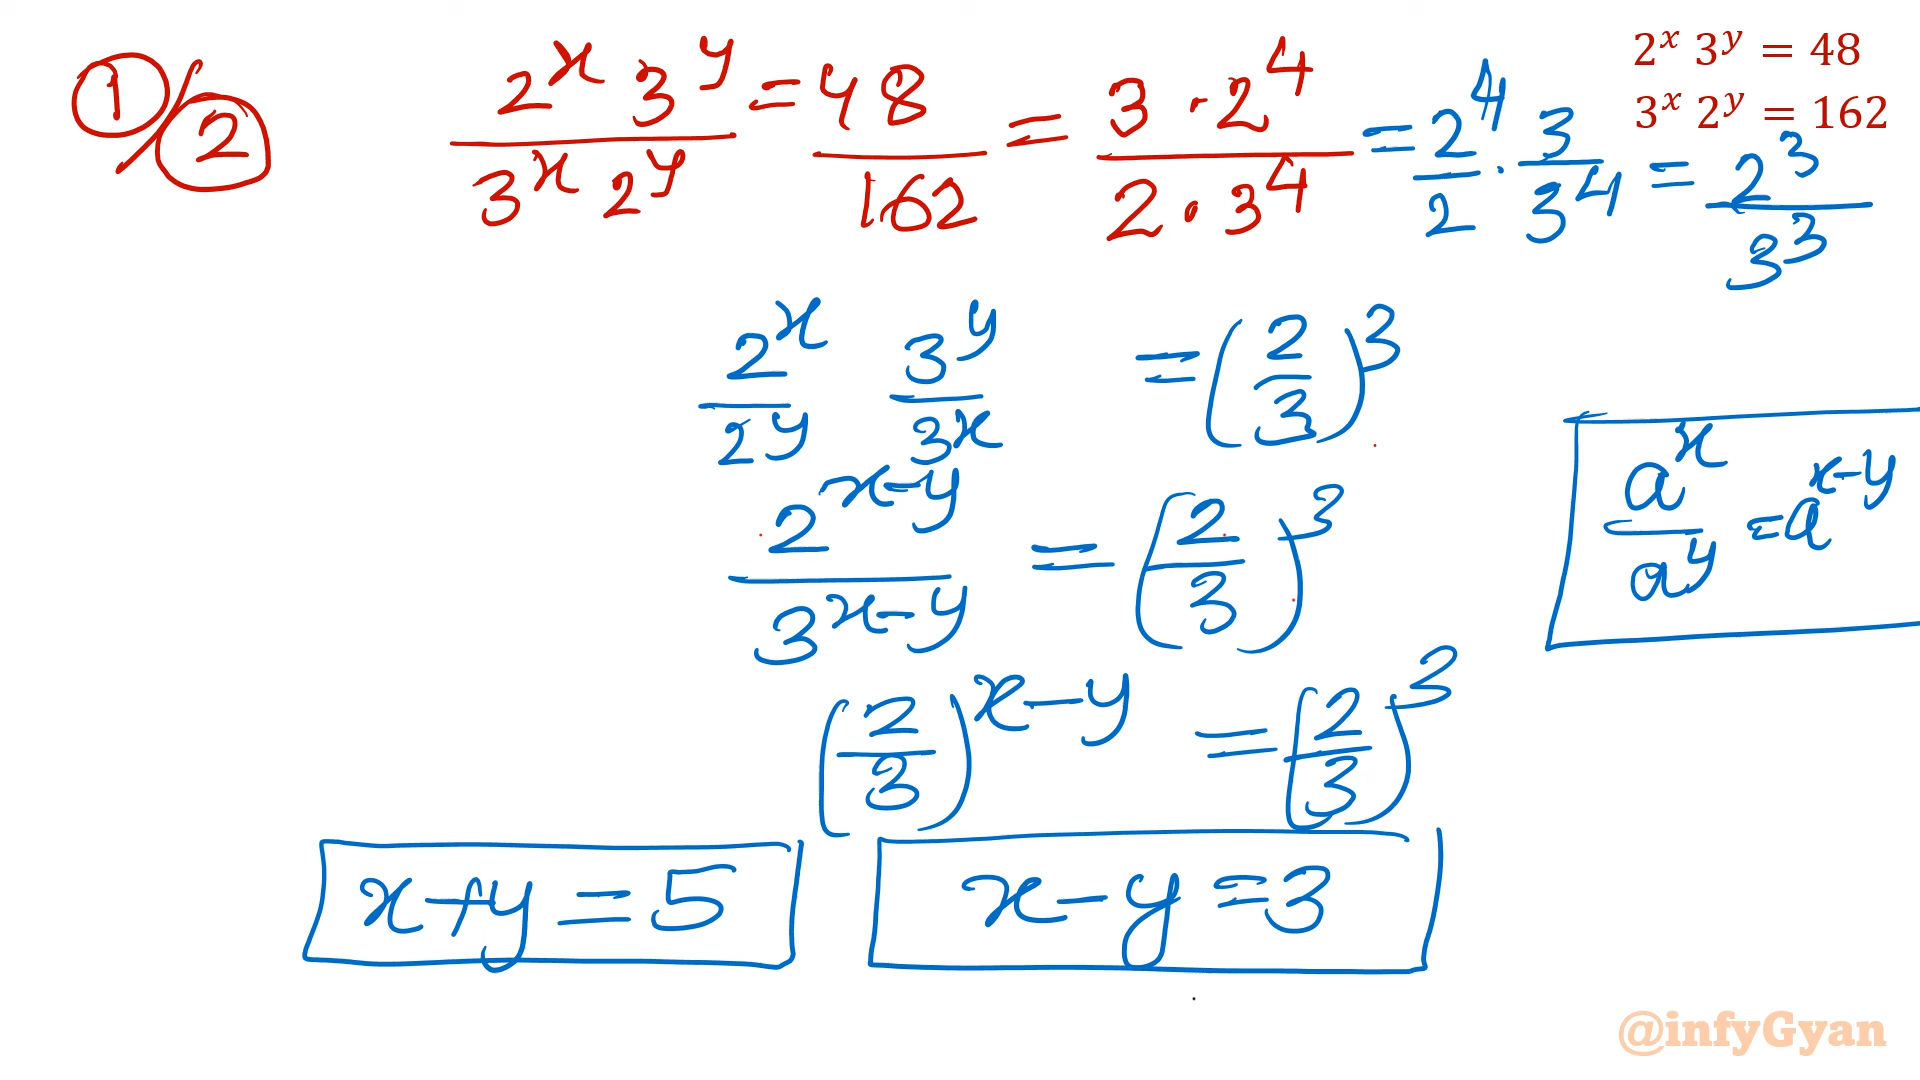 2^x 3^y = 48
3^x 2^y = 162
①/② (2^x 3^y)/(3^x 2^y) = 48/162 = (3 · 2^4)/(2 · 3^4) = 2^4/2 · 3/3^4 = 2^3/3^3
2^x/2^y 3^y/3^x = (2/3)^3
2^(x-y)/3^(x-y) = (2/3)^3
a^x/a^y = a^(x-y)
(2/3)^(x-y) = (2/3)^3
x+y=5
x-y=3
@infyGyan